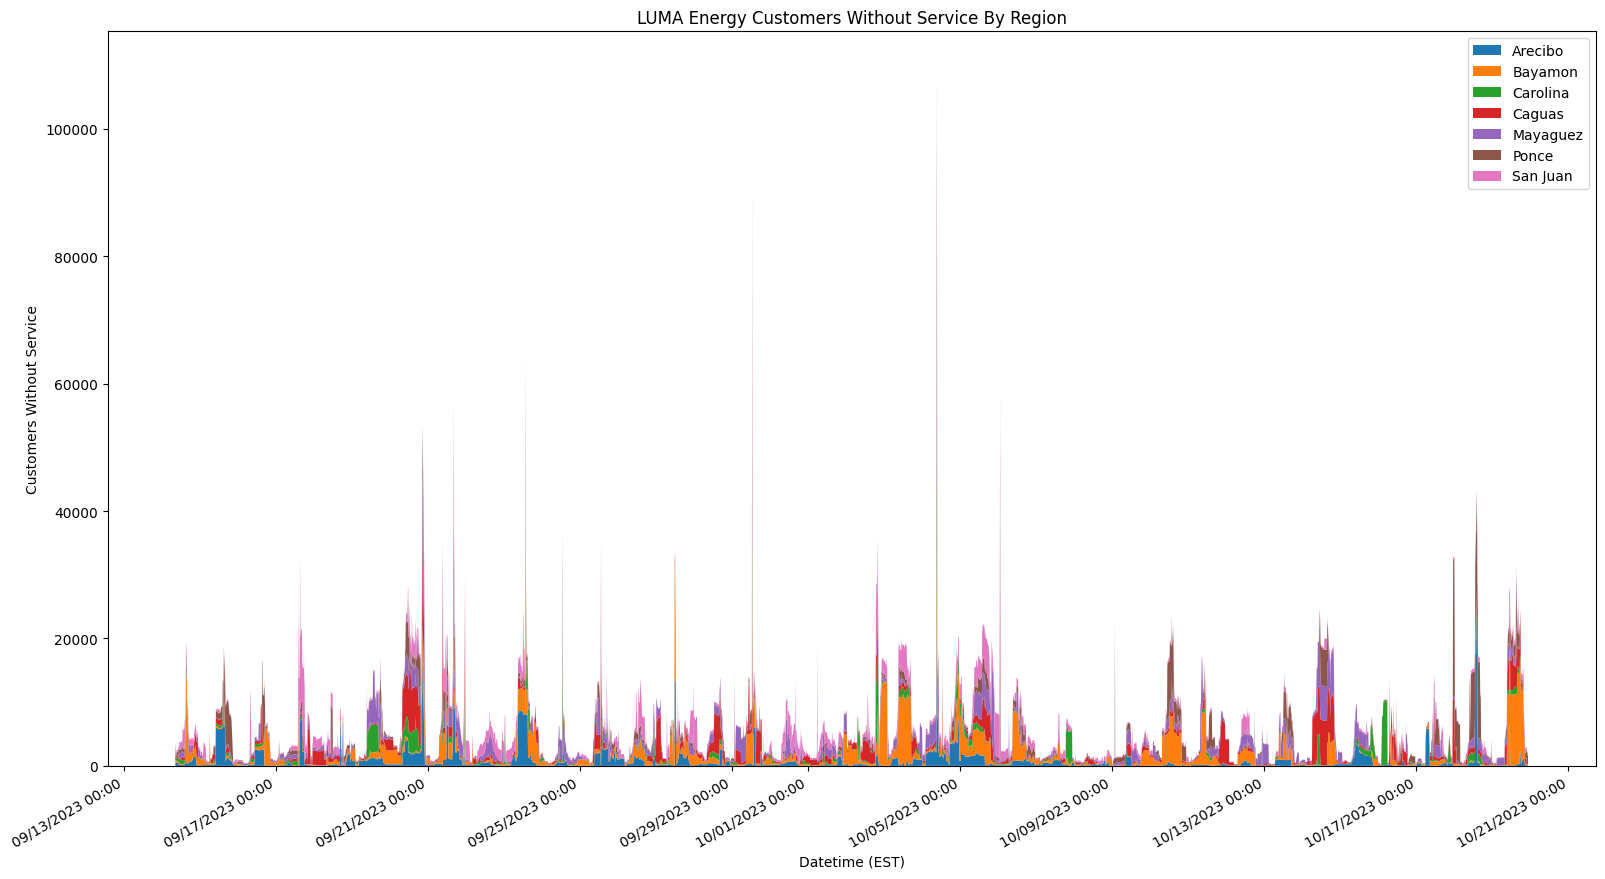 LUMA Energy Customers Without Service By Region
Arecibo
Bayamon
Carolina
Caguas
Mayaguez
Ponce
San Juan
Customers Without Service
100000
80000
60000
40000
20000
0
09/13/2023 00:00
09/17/2023 00:00
09/21/2023 00:00
09/25/2023 00:00
09/29/2023 00:00
10/01/2023 00:00
10/05/2023 00:00
10/09/2023 00:00
10/13/2023 00:00
10/17/2023 00:00
10/21/2023 00:00
Datetime (EST)